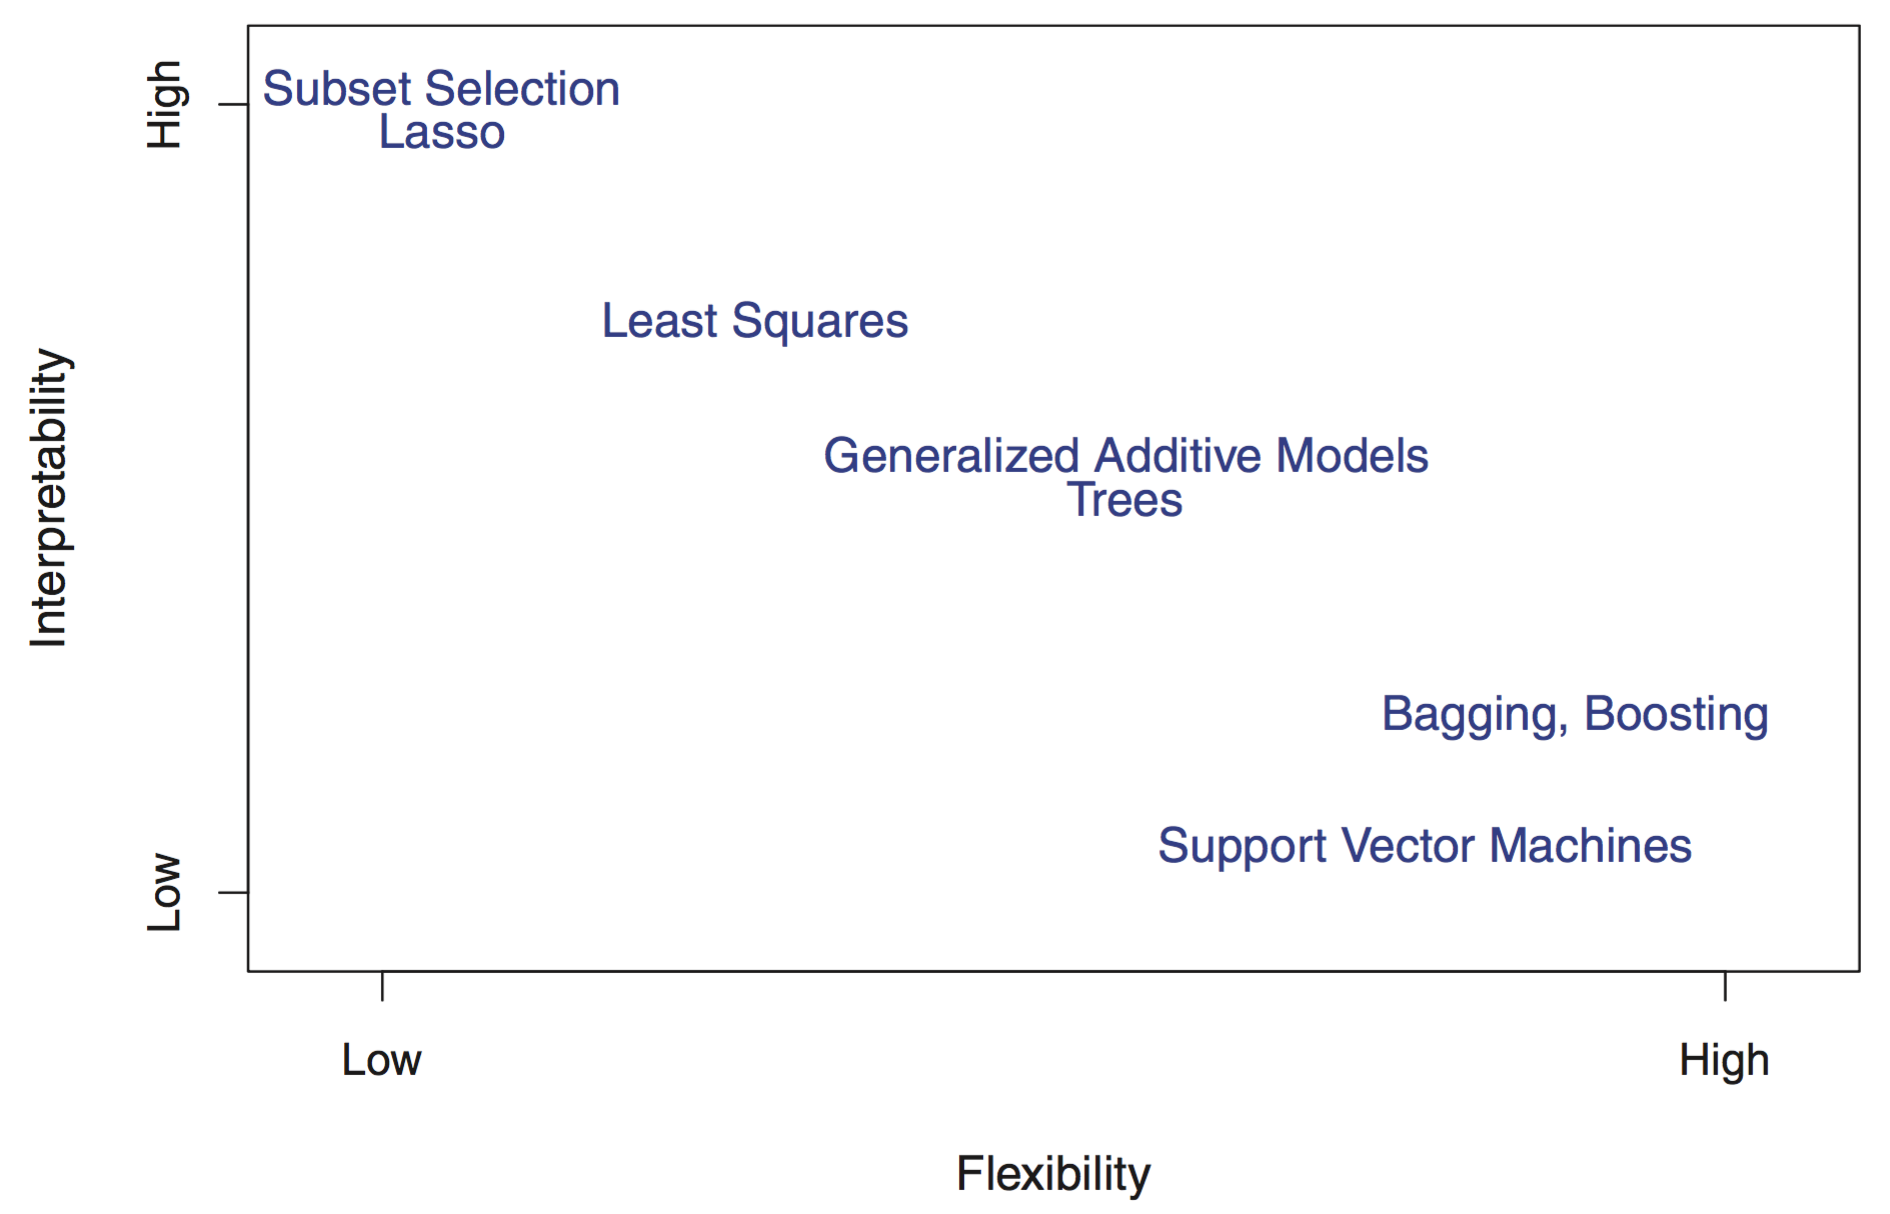 High
Subset Selection
Lasso
Least Squares
Interpretability
Generalized Additive Models
Trees
Bagging, Boosting
Support Vector Machines
Low
Low
High
Flexibility